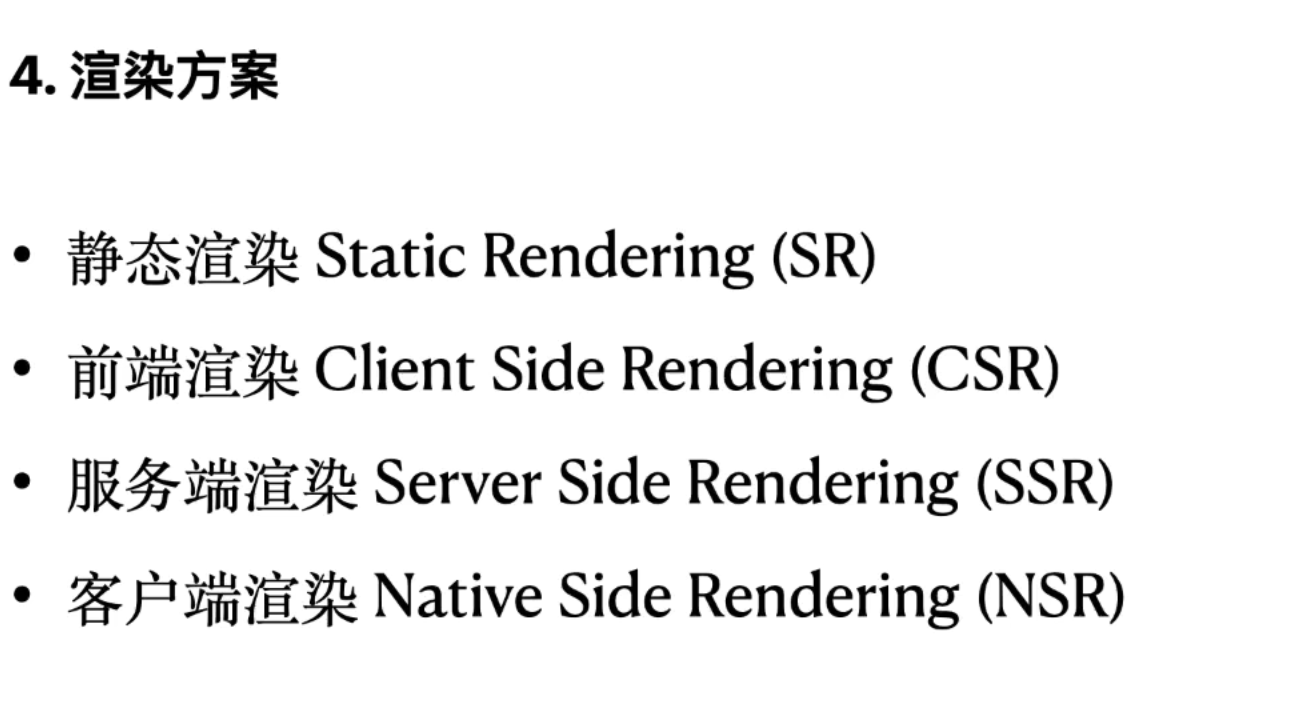 4. 渲染方案
• 静态渲染 Static Rendering (SR)
• 前端渲染 Client Side Rendering (CSR)
• 服务端渲染 Server Side Rendering (SSR)
• 客户端渲染 Native Side Rendering (NSR)